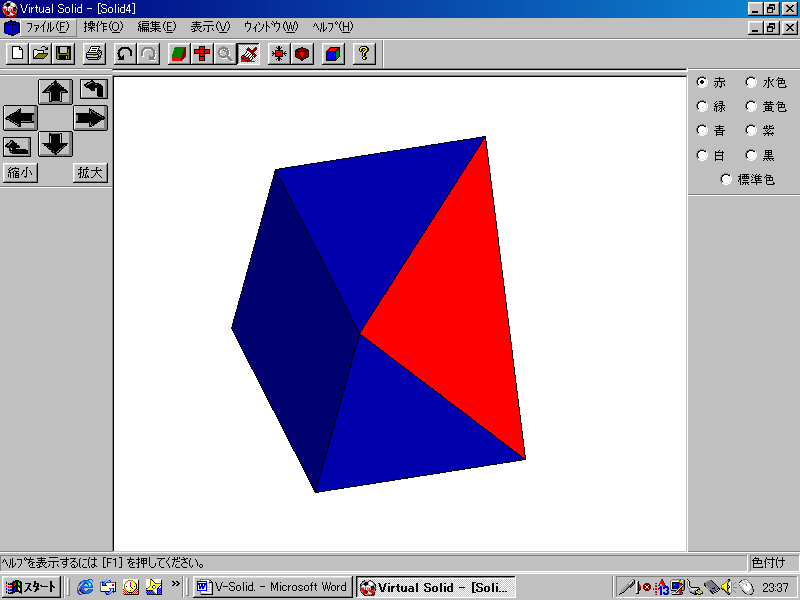 Virtual Solid - [Solid4]
ファイル(F) 操作(O) 編集(E) 表示(V) ウィンドウ(W) ヘルプ(H)
縮小 拡大
赤 水色
緑 黄色
青 紫
白 黒
標準色
ヘルプを表示するには [F1] を押してください。 色付け
スタート V-Solid. - Microsoft Word Virtual Solid - [Soli... 13 23:37